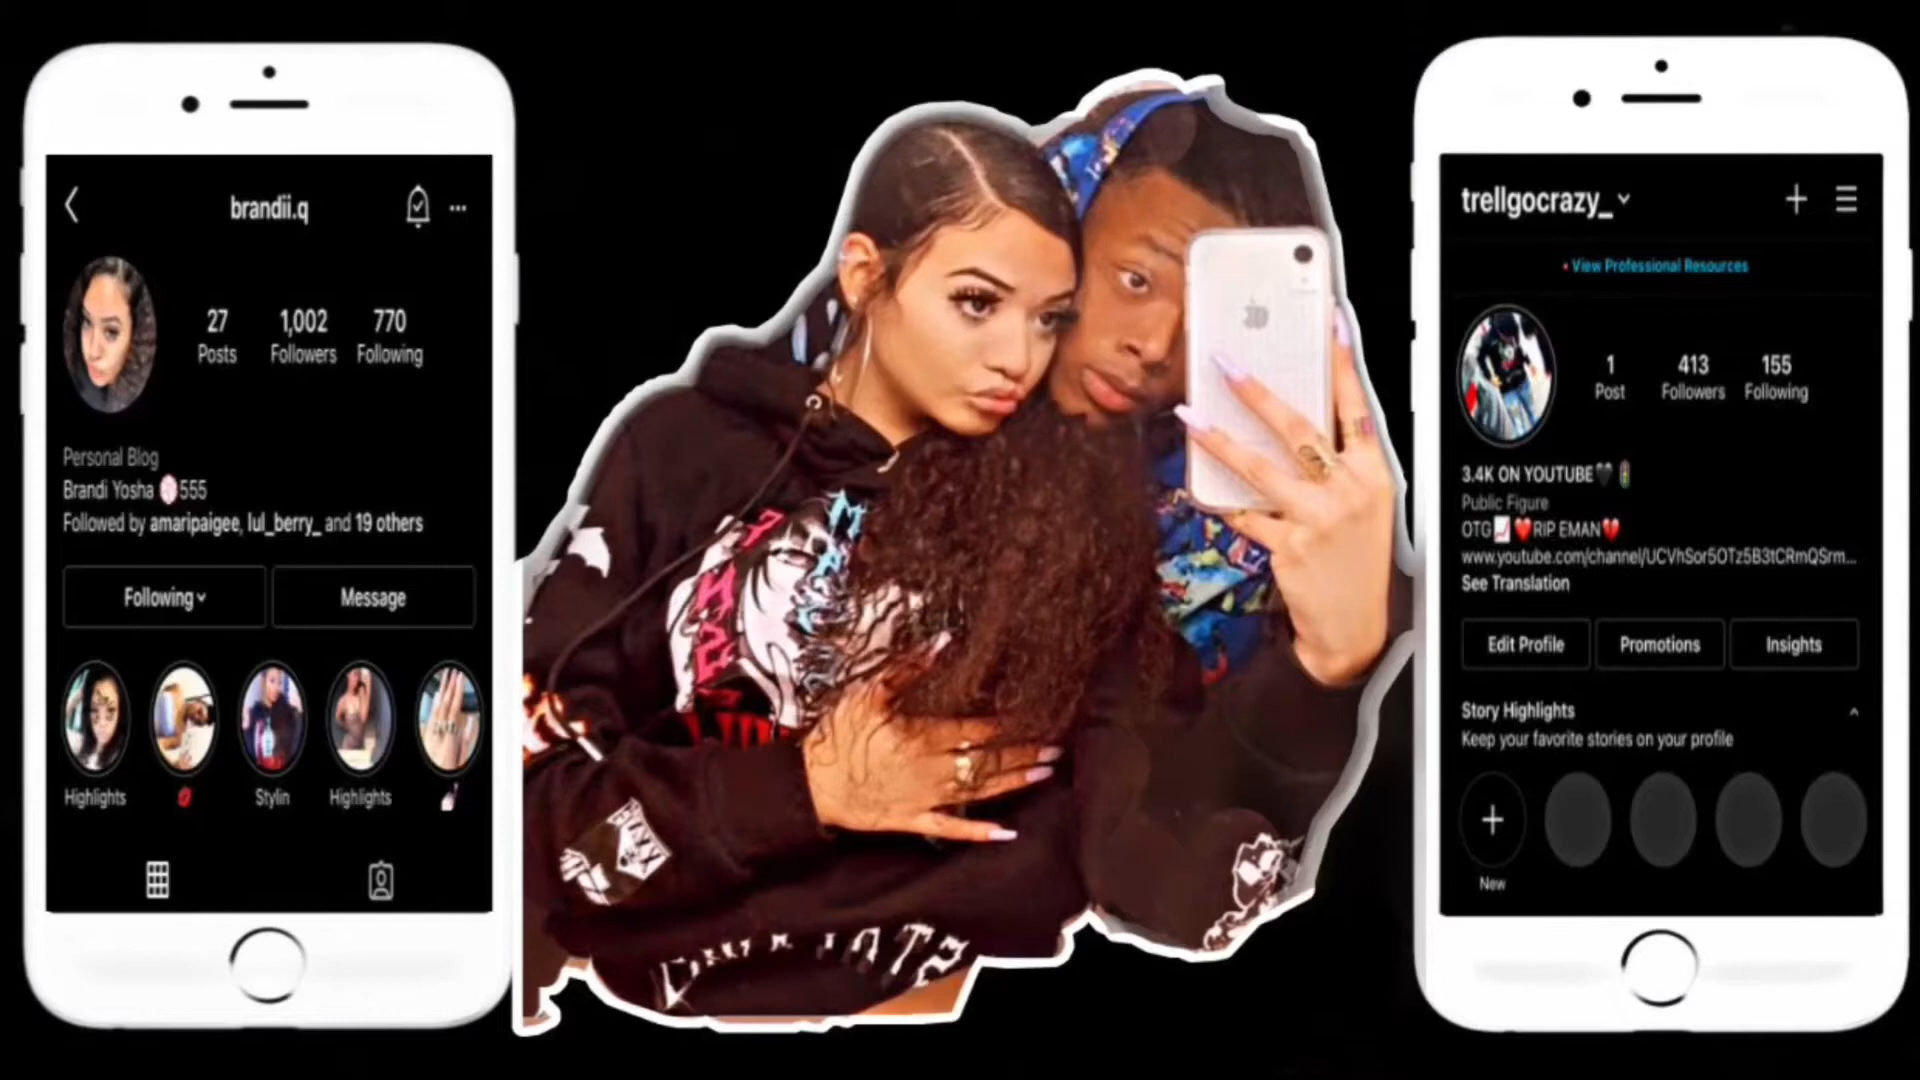 brandii.q
27 1,002 770
Posts Followers Following
Personal Blog
Brandi Yosha 555
Followed by amaripaigee, lul_berry_ and 19 others
Following Message
Highlights Stylin Highlights
trellgocrazy_
View Professional Resources
1 413 155
Post Followers Following
3.4K ON YOUTUBE
Public Figure
OTG RIP EMAN
www.youtube.com/channel/UCVhSor5OTz5B3tCRmQSrm...
See Translation
Edit Profile Promotions Insights
Story Highlights
Keep your favorite stories on your profile
New